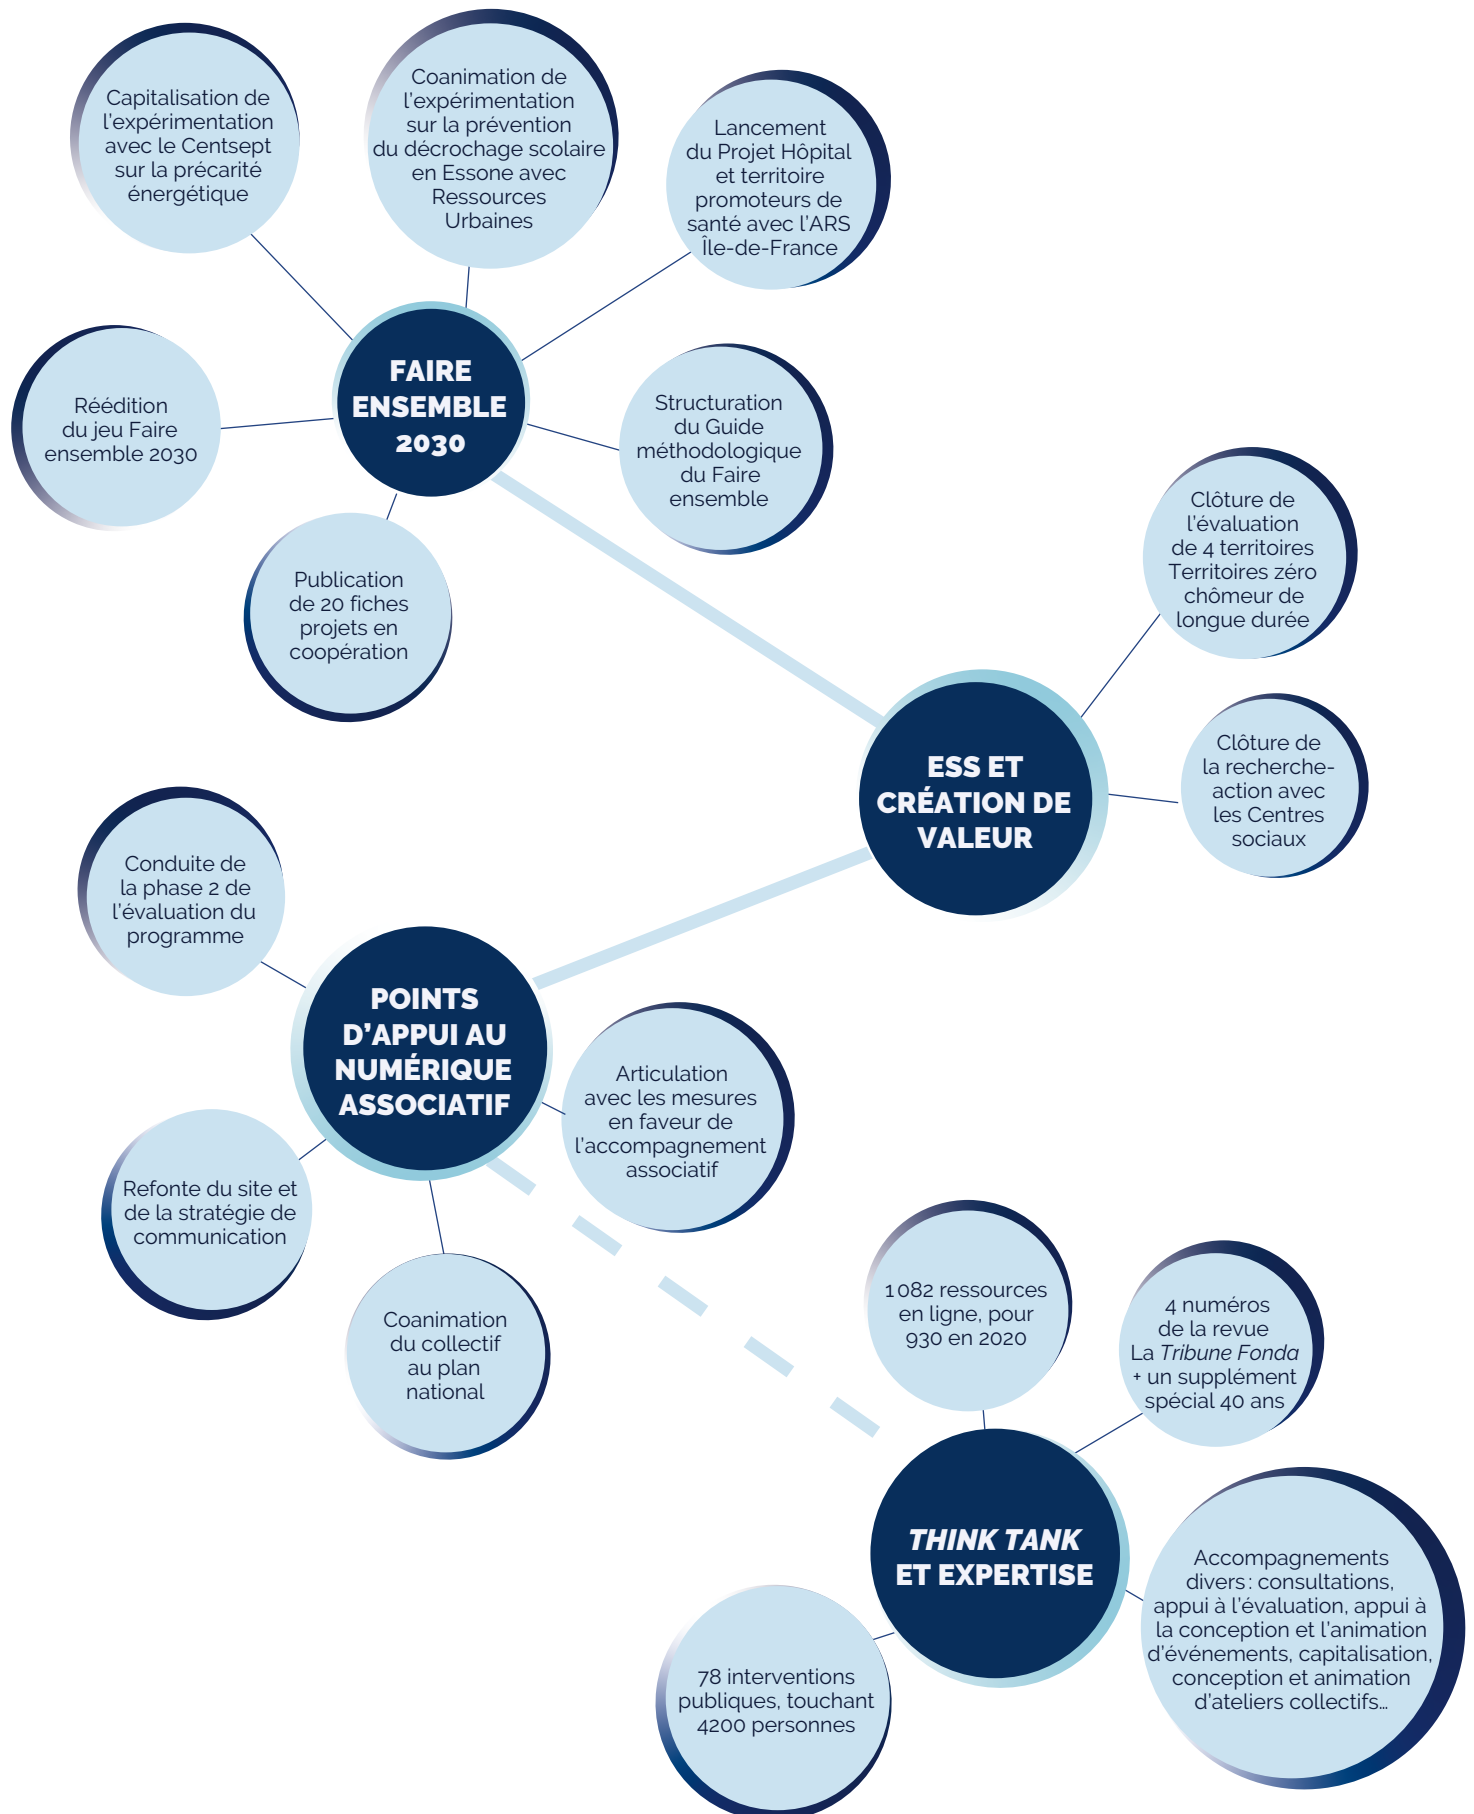 Capitalisation de
l'expérimentation
avec le Centsept
sur la précarité
énergétique
Coanimation de
l'expérimentation
sur la prévention
du décrochage scolaire
en Essone avec
Ressources
Urbaines
Lancement
du Projet Hôpital
et territoire
promoteurs de
santé avec l'ARS
Île-de-France
FAIRE
ENSEMBLE
2030
Réédition
du jeu Faire
ensemble 2030
Structuration
du Guide
méthodologique
du Faire
ensemble
Publication
de 20 fiches
projets en
coopération
Clôture de
l'évaluation
de 4 territoires
Territoires zéro
chômeur de
longue durée
ESS ET
CRÉATION DE
VALEUR
Clôture de
la recherche-
action avec
les Centres
sociaux
Conduite de
la phase 2 de
l'évaluation du
programme
POINTS
D'APPUI AU
NUMÉRIQUE
ASSOCIATIF
Articulation
avec les mesures
en faveur de
l'accompagnement
associatif
Refonte du site et
de la stratégie de
communication
Coanimation
du collectif
au plan
national
1 082 ressources
en ligne, pour
930 en 2020
4 numéros
de la revue
La Tribune Fonda
+ un supplément
spécial 40 ans
THINK TANK
ET EXPERTISE
Accompagnements
divers : consultations,
appui à l'évaluation, appui à
la conception et l'animation
d'événements, capitalisation,
conception et animation
d'ateliers collectifs…
78 interventions
publiques, touchant
4200 personnes